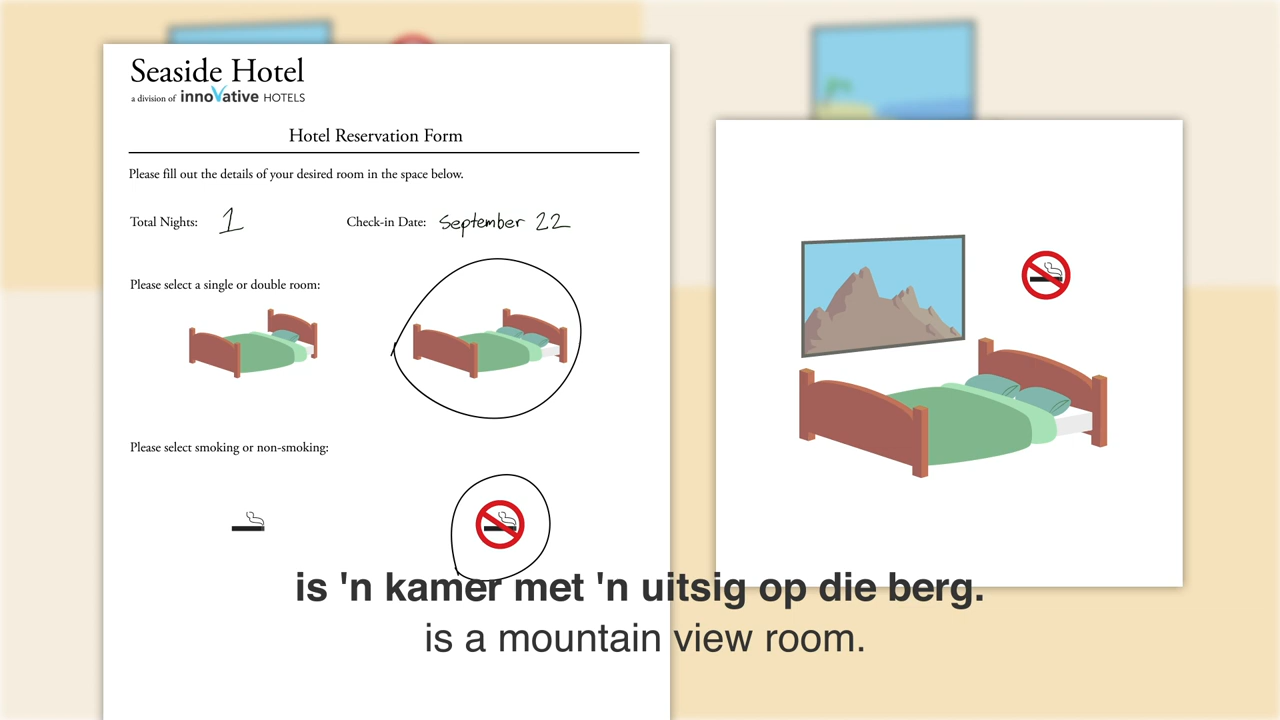 Seaside Hotel
a division of innoVative HOTELS
Hotel Reservation Form
Please fill out the details of your desired room in the space below.
Total Nights: 1 Check-in Date: September 22
Please select a single or double room:
Please select smoking or non-smoking:
is 'n kamer met 'n uitsig op die berg.
is a mountain view room.